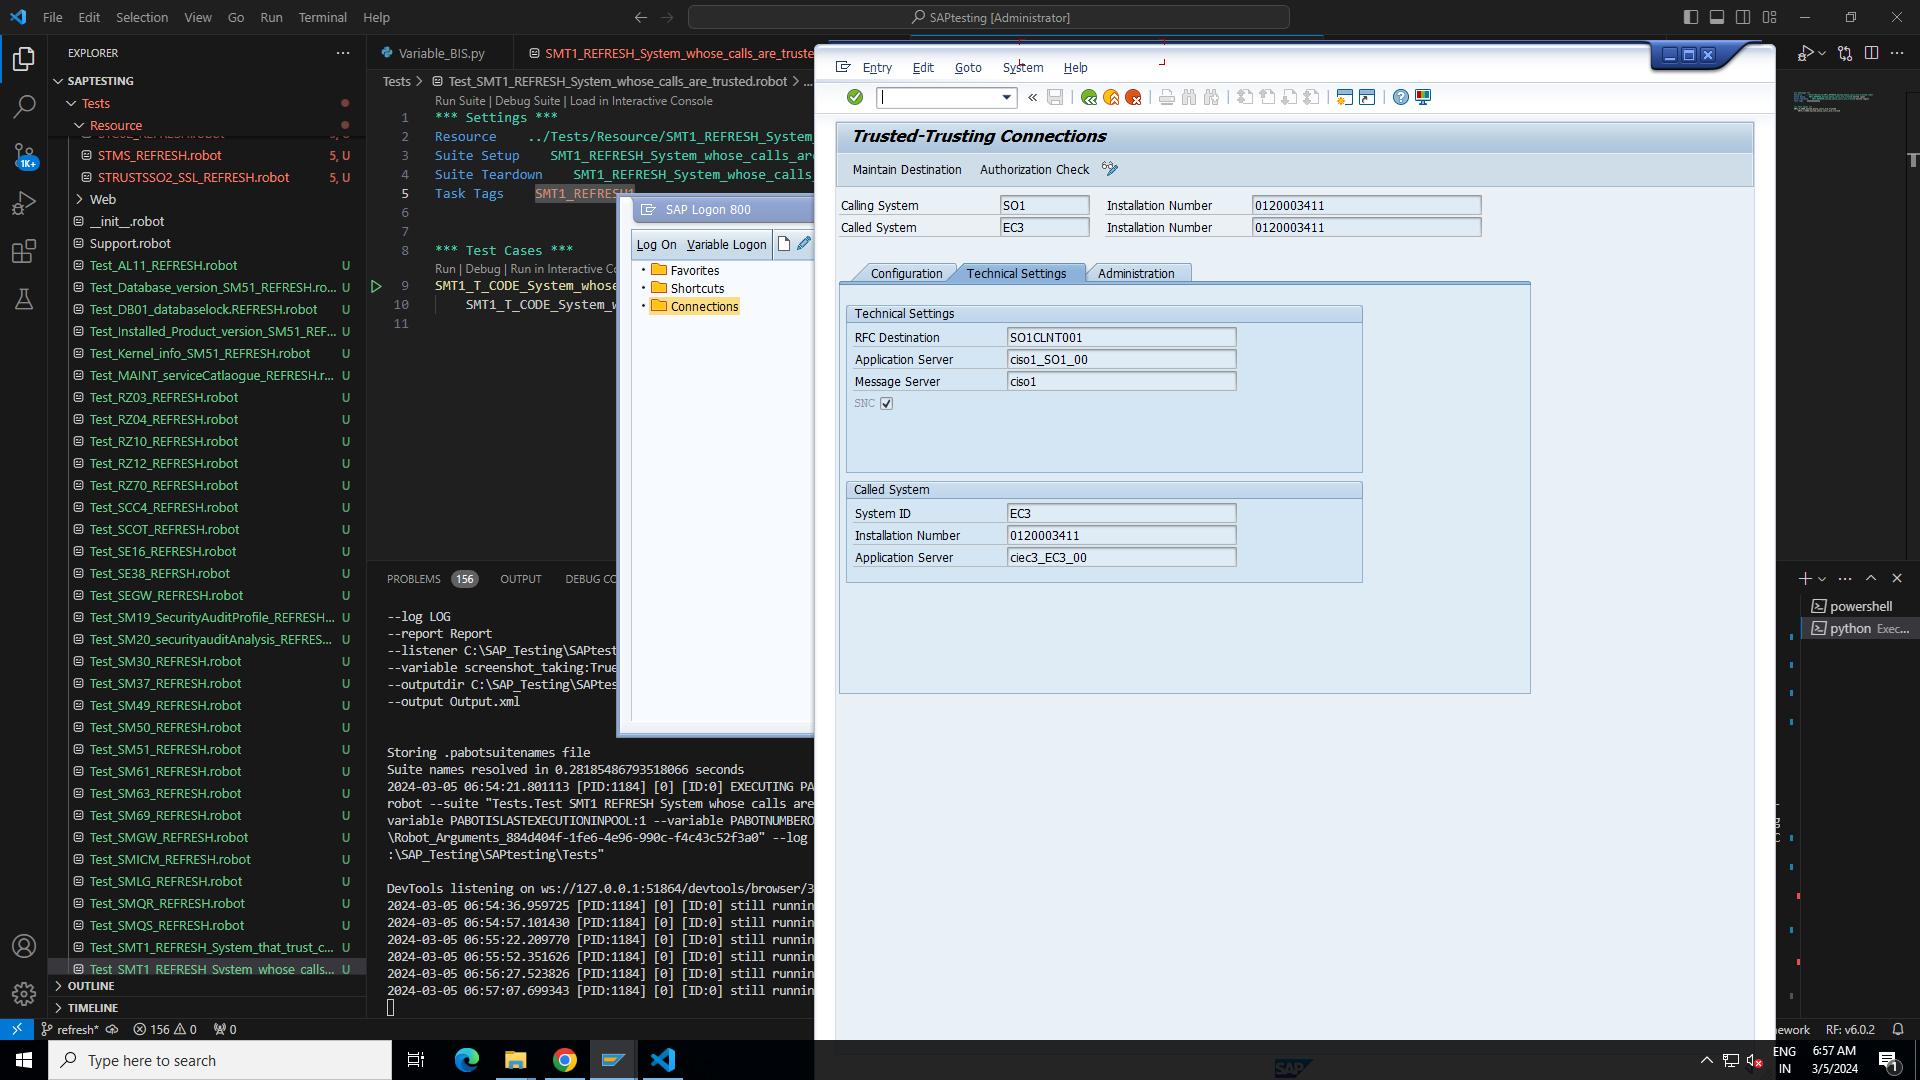 File Edit Selection View Go Run Terminal Help
SAPtesting [Administrator]
EXPLORER
SAPTESTING
Tests
Resource
STMS_REFRESH.robot 5, U
STRUSTSSO2_SSL_REFRESH.robot 5, U
Web
__init__.robot
Support.robot
Test_AL11_REFRESH.robot U
Test_Database_version_SM51_REFRESH.ro... U
Test_DB01_databaselock.REFRESH.robot U
Test_Installed_Product_version_SM51_REF... U
Test_Kernel_info_SM51_REFRESH.robot U
Test_MAINT_serviceCatlaogue_REFRESH.r... U
Test_RZ03_REFRESH.robot U
Test_RZ04_REFRESH.robot U
Test_RZ10_REFRESH.robot U
Test_RZ12_REFRESH.robot U
Test_RZ70_REFRESH.robot U
Test_SCC4_REFRESH.robot U
Test_SCOT_REFRESH.robot U
Test_SE16_REFRESH.robot U
Test_SE38_REFRSH.robot U
Test_SEGW_REFRESH.robot U
Test_SM19_SecurityAuditProfile_REFRESH... U
Test_SM20_securityauditAnalysis_REFRES... U
Test_SM30_REFRESH.robot U
Test_SM37_REFRESH.robot U
Test_SM49_REFRESH.robot U
Test_SM50_REFRESH.robot U
Test_SM51_REFRESH.robot U
Test_SM61_REFRESH.robot U
Test_SM63_REFRESH.robot U
Test_SM69_REFRESH.robot U
Test_SMGW_REFRESH.robot U
Test_SMICM_REFRESH.robot U
Test_SMLG_REFRESH.robot U
Test_SMQR_REFRESH.robot U
Test_SMQS_REFRESH.robot U
Test_SMT1_REFRESH_System_that_trust_c... U
Test_SMT1_REFRESH_System_whose_calls... U
OUTLINE
TIMELINE
1K+
Variable_BIS.py SMT1_REFRESH_System_whose_calls_are_truste
Tests > Test_SMT1_REFRESH_System_whose_calls_are_trusted.robot > ...
Run Suite | Debug Suite | Load in Interactive Console
1 *** Settings ***
2 Resource ../Tests/Resource/SMT1_REFRESH_System_
3 Suite Setup SMT1_REFRESH_System_whose_calls_ar
4 Suite Teardown SMT1_REFRESH_System_whose_calls_
5 Task Tags SMT1_REFRESH1
6
7
8 *** Test Cases ***
Run | Debug | Run in Interactive Co
9 SMT1_T_CODE_System_whose
10 SMT1_T_CODE_System_w
11
PROBLEMS 156 OUTPUT DEBUG CO
--log LOG
--report Report
--listener C:\SAP_Testing\SAPtest
--variable screenshot_taking:True
--outputdir C:\SAP_Testing\SAPtes
--output Output.xml
Storing .pabotsuitenames file
Suite names resolved in 0.28185486793518066 seconds
2024-03-05 06:54:21.801113 [PID:1184] [0] [ID:0] EXECUTING PA
robot --suite "Tests.Test SMT1 REFRESH System whose calls are
variable PABOTISLASTEXECUTIONINPOOL:1 --variable PABOTNUMBERO
\Robot_Arguments_884d404f-1fe6-4e96-990c-f4c43c52f3a0" --log
:\SAP_Testing\SAPtesting\Tests"
DevTools listening on ws://127.0.0.1:51864/devtools/browser/3
2024-03-05 06:54:36.959725 [PID:1184] [0] [ID:0] still runnin
2024-03-05 06:54:57.101430 [PID:1184] [0] [ID:0] still runnin
2024-03-05 06:55:22.209770 [PID:1184] [0] [ID:0] still runnin
2024-03-05 06:55:52.351626 [PID:1184] [0] [ID:0] still runnin
2024-03-05 06:56:27.523826 [PID:1184] [0] [ID:0] still runnin
2024-03-05 06:57:07.699343 [PID:1184] [0] [ID:0] still runnin
SAP Logon 800
Log On Variable Logon
Favorites
Shortcuts
Connections
Entry Edit Goto System Help
Trusted-Trusting Connections
Maintain Destination Authorization Check
Calling System SO1 Installation Number 0120003411
Called System EC3 Installation Number 0120003411
Configuration Technical Settings Administration
Technical Settings
RFC Destination SO1CLNT001
Application Server ciso1_SO1_00
Message Server ciso1
SNC
Called System
System ID EC3
Installation Number 0120003411
Application Server ciec3_EC3_00
SAP
powershell
python Exec...
refresh* 156 0 0
ework RF: v6.0.2
Type here to search
ENG
IN
6:57 AM
3/5/2024
1